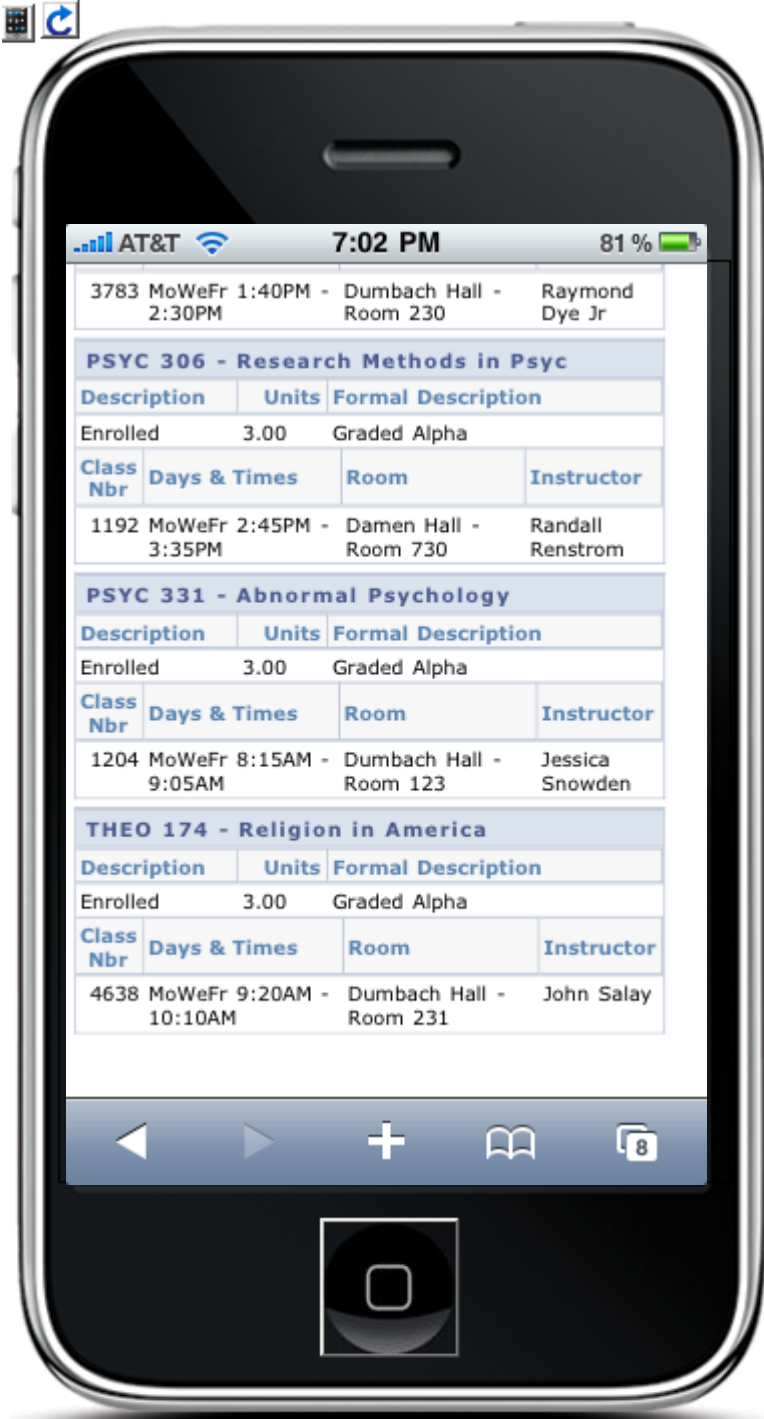 AT&T 7:02 PM 81 %
3783 MoWeFr 1:40PM - Dumbach Hall - Raymond
2:30PM Room 230 Dye Jr
PSYC 306 - Research Methods in Psyc
Description Units Formal Description
Enrolled 3.00 Graded Alpha
Class
Nbr Days & Times Room Instructor
1192 MoWeFr 2:45PM - Damen Hall - Randall
3:35PM Room 730 Renstrom
PSYC 331 - Abnormal Psychology
Description Units Formal Description
Enrolled 3.00 Graded Alpha
Class
Nbr Days & Times Room Instructor
1204 MoWeFr 8:15AM - Dumbach Hall - Jessica
9:05AM Room 123 Snowden
THEO 174 - Religion in America
Description Units Formal Description
Enrolled 3.00 Graded Alpha
Class
Nbr Days & Times Room Instructor
4638 MoWeFr 9:20AM - Dumbach Hall - John Salay
10:10AM Room 231
8